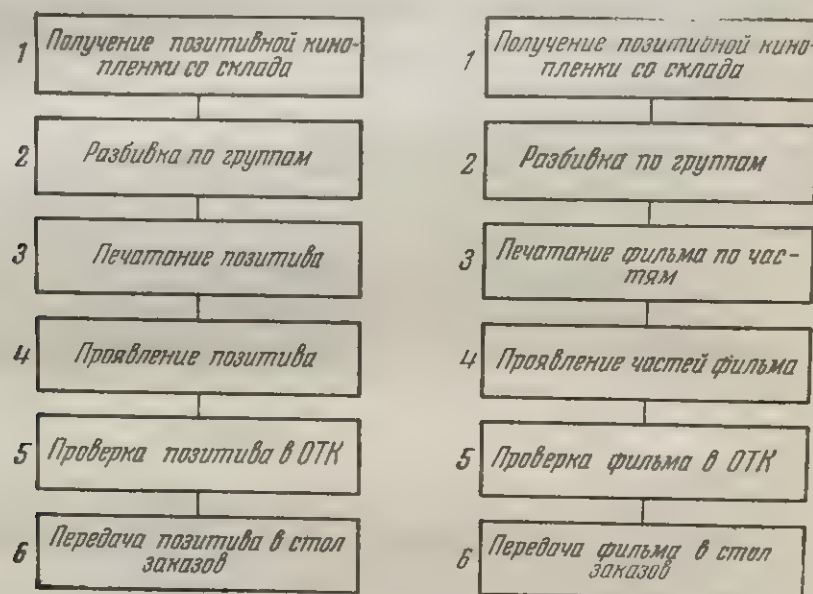 1 Получение позитивной кино-
пленки со склада
2 Разбивка по группам
3 Печатание позитива
4 Проявление позитива
5 Проверка позитива в ОТК
6 Передача позитива в стол
заказов
1 Получение позитивной кино-
пленки со склада
2 Разбивка по группам
3 Печатание фильма по час-
тям
4 Проявление частей фильма
5 Проверка фильма в ОТК
6 Передача фильма в стол
заказов